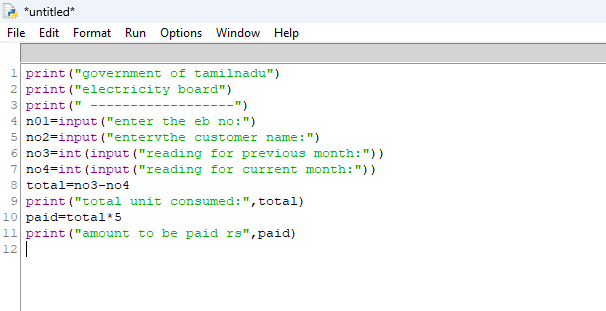 *untitled*
File Edit Format Run Options Window Help
1 print("government of tamilnadu")
2 print("electricity board")
3 print(" ------------------")
4 n01=input("enter the eb no:")
5 no2=input("entervthe customer name:")
6 no3=int(input("reading for previous month:"))
7 no4=int(input("reading for current month:"))
8 total=no3-no4
9 print("total unit consumed:",total)
10 paid=total*5
11 print("amount to be paid rs",paid)
12